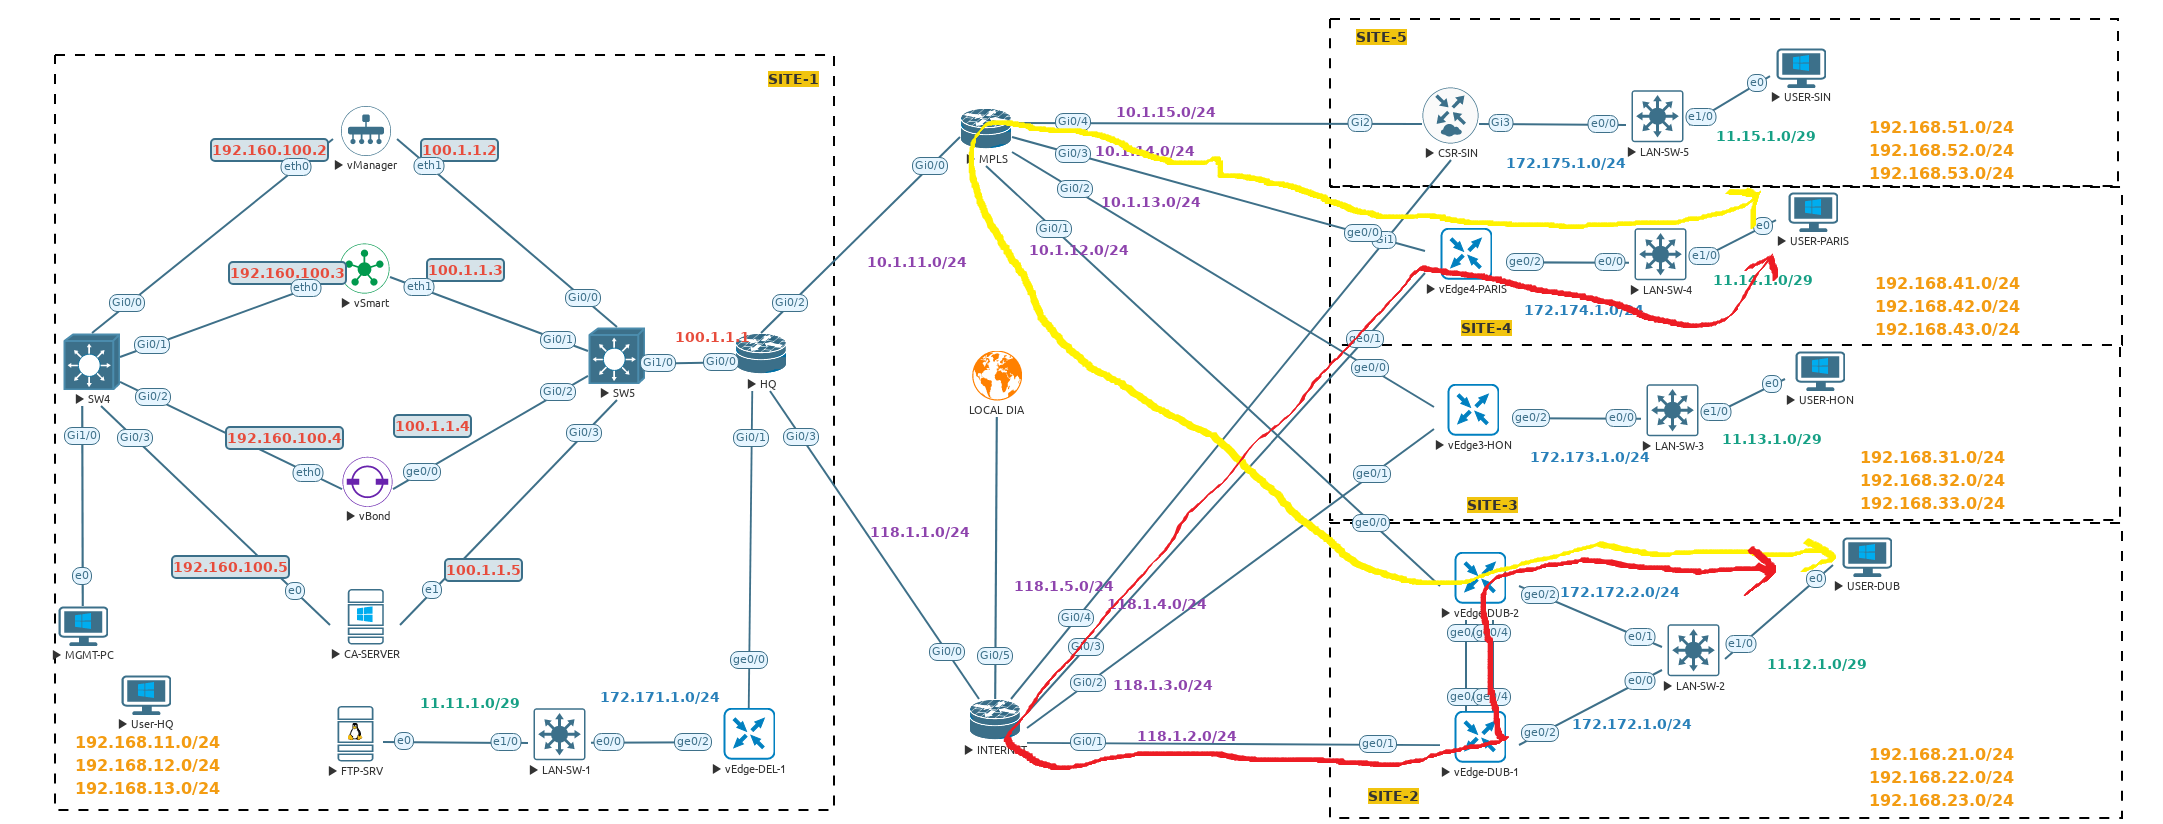 SITE-1
192.160.100.2
100.1.1.2
eth0
eth1
vManager
192.160.100.3
100.1.1.3
eth0
eth1
vSmart
Gi0/0
Gi0/0
Gi0/1
Gi0/1
100.1.1.1
Gi1/0
Gi0/0
Gi0/2
SW4
SW5
HQ
Gi0/2
Gi0/2
100.1.1.4
192.160.100.4
Gi1/0
Gi0/3
Gi0/3
Gi0/1
Gi0/3
eth0
ge0/0
vBond
192.160.100.5
100.1.1.5
e0
e0
e1
MGMT-PC
CA-SERVER
ge0/0
User-HQ
192.168.11.0/24
192.168.12.0/24
192.168.13.0/24
11.11.1.0/29
172.171.1.0/24
e0
e1/0
e0/0
ge0/2
FTP-SRV
LAN-SW-1
vEdge-DEL-1
MPLS
Gi0/0
Gi0/4
10.1.15.0/24
Gi0/3
10.1.14.0/24
Gi0/2
10.1.13.0/24
Gi0/1
10.1.12.0/24
10.1.11.0/24
LOCAL DIA
118.1.1.0/24
118.1.5.0/24
118.1.4.0/24
Gi0/4
Gi0/3
Gi0/0
Gi0/5
Gi0/2
118.1.3.0/24
INTERNET
Gi0/1
118.1.2.0/24
SITE-5
Gi2
Gi3
CSR-SIN
172.175.1.0/24
e0/0
e1/0
LAN-SW-5
e0
USER-SIN
11.15.1.0/29
192.168.51.0/24
192.168.52.0/24
192.168.53.0/24
ge0/0
Gi1
vEdge4-PARIS
ge0/2
e0/0
e1/0
e0
USER-PARIS
LAN-SW-4
11.14.1.0/29
172.174.1.0/24
192.168.41.0/24
192.168.42.0/24
192.168.43.0/24
SITE-4
ge0/1
ge0/0
vEdge3-HON
ge0/2
e0/0
e1/0
e0
USER-HON
LAN-SW-3
11.13.1.0/29
172.173.1.0/24
192.168.31.0/24
192.168.32.0/24
192.168.33.0/24
ge0/1
SITE-3
ge0/0
vEdge-DUB-2
ge0/2
172.172.2.0/24
e0
USER-DUB
ge0/4
e0/1
e1/0
11.12.1.0/29
e0/0
LAN-SW-2
ge0/4
172.172.1.0/24
ge0/1
ge0/2
vEdge-DUB-1
SITE-2
192.168.21.0/24
192.168.22.0/24
192.168.23.0/24